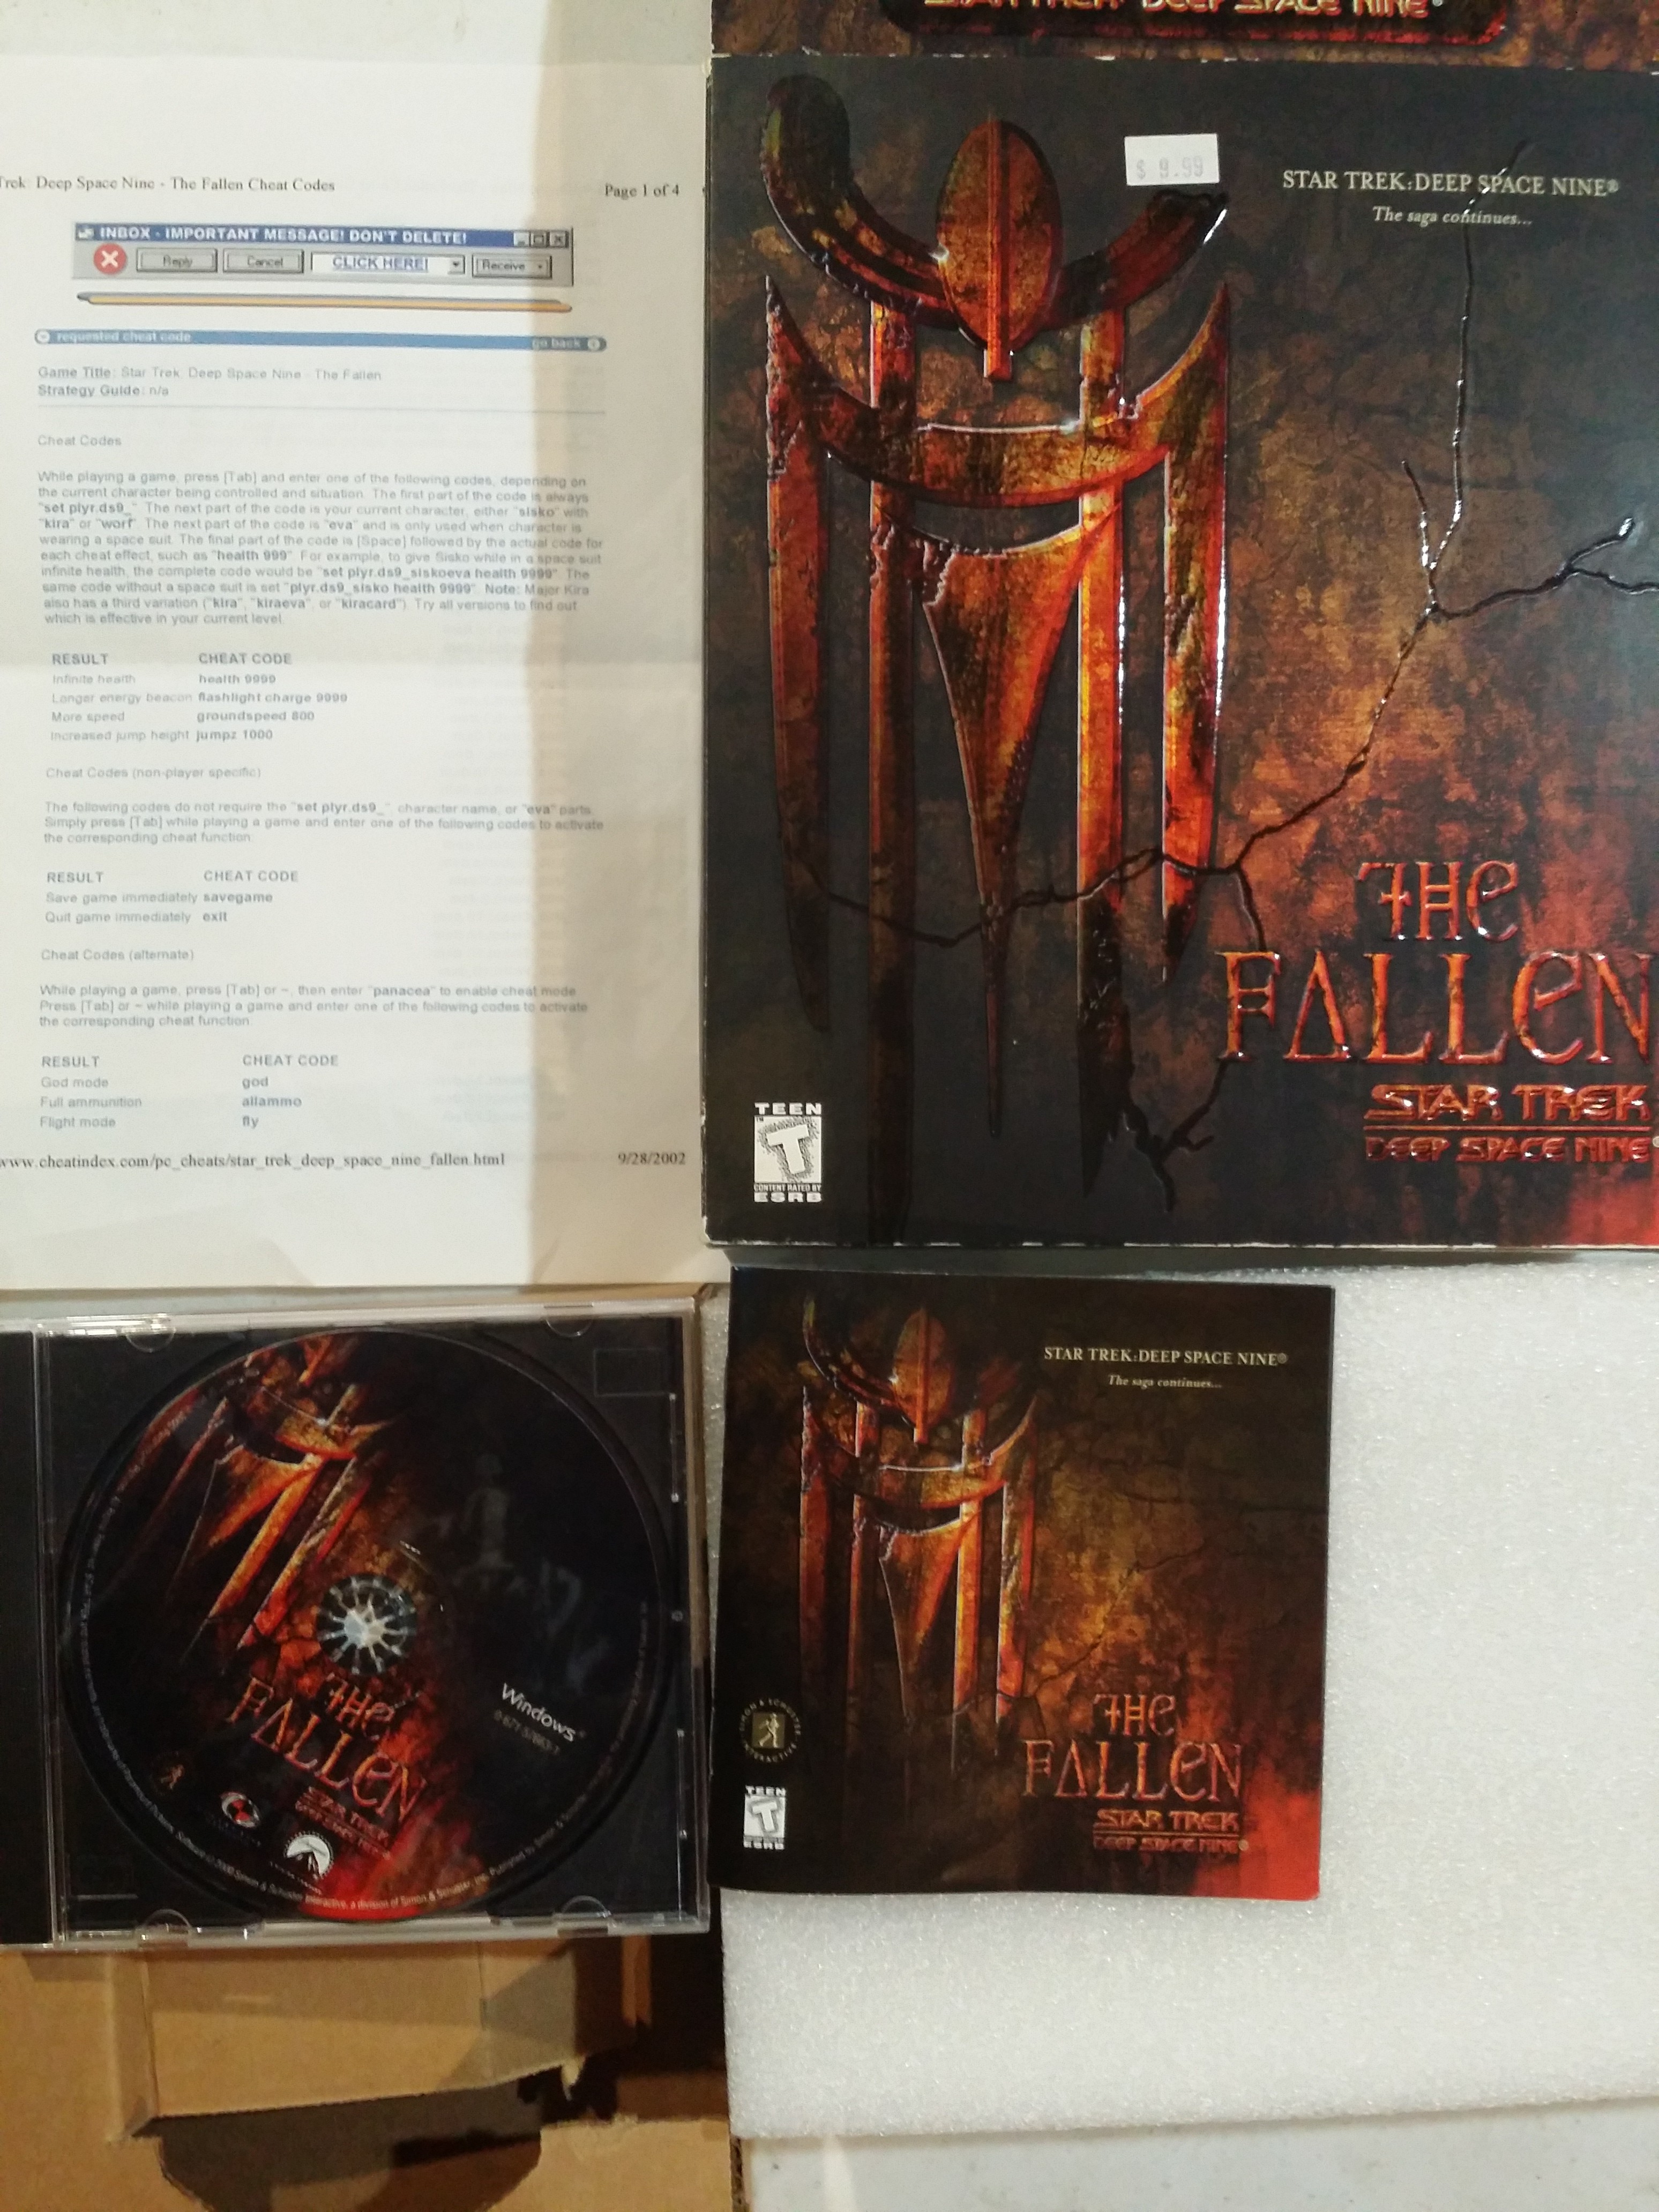 Trek: Deep Space Nine - The Fallen Cheat Codes
Page 1 of 4
INBOX - IMPORTANT MESSAGE! DON'T DELETE!
Reply Cancel CLICK HERE! Receive
requested cheat code
go back
Game Title: Star Trek: Deep Space Nine - The Fallen
Strategy Guide: n/a
Cheat Codes
While playing a game, press [Tab] and enter one of the following codes, depending on
the current character being controlled and situation. The first part of the code is always
"set plyr.ds9_". The next part of the code is your current character, either "sisko" with
"kira" or "worf". The next part of the code is "eva" and is only used when character is
wearing a space suit. The final part of the code is [Space] followed by the actual code for
each cheat effect, such as "health 999". For example, to give Sisko while in a space suit
infinite health, the complete code would be "set plyr.ds9_siskoeva health 9999". The
same code without a space suit is set "plyr.ds9_sisko health 9999". Note: Major Kira
also has a third variation ("kira", "kiraeva", or "kiracard"). Try all versions to find out
which is effective in your current level.
RESULT CHEAT CODE
Infinite health health 9999
Longer energy beacon flashlight charge 9999
More speed groundspeed 800
Increased jump height jumpz 1000
Cheat Codes (non-player specific)
The following codes do not require the "set plyr.ds9_", character name, or "eva" parts.
Simply press [Tab] while playing a game and enter one of the following codes to activate
the corresponding cheat function:
RESULT CHEAT CODE
Save game immediately savegame
Quit game immediately exit
Cheat Codes (alternate)
While playing a game, press [Tab] or ~, then enter "panacea" to enable cheat mode.
Press [Tab] or ~ while playing a game and enter one of the following codes to activate
the corresponding cheat function:
RESULT CHEAT CODE
God mode god
Full ammunition allammo
Flight mode fly
www.cheatindex.com/pc_cheats/star_trek_deep_space_nine_fallen.html
9/28/2002
STAR TREK DEEP SPACE NINE®
$ 9.99
STAR TREK: DEEP SPACE NINE®
The saga continues...
THE
FALLEN
STAR TREK
DEEP SPACE NINE®
TEEN
T
CONTENT RATED BY
ESRB
Windows®
THE
FALLEN
STAR TREK
STAR TREK: DEEP SPACE NINE®
The saga continues...
SIMON & SCHUSTER
INTERACTIVE
TEEN
T
ESRB
THE
FALLEN
STAR TREK
DEEP SPACE NINE®